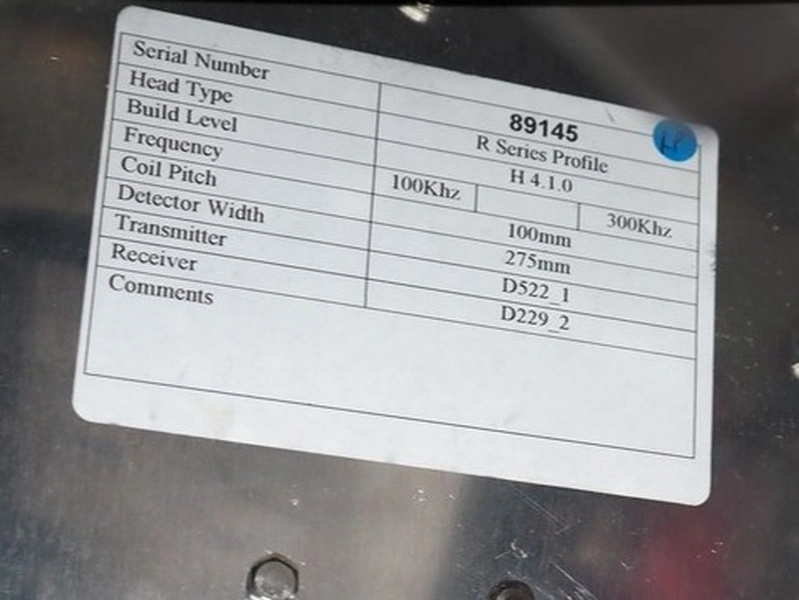 Serial Number 89145
Head Type R Series Profile
Build Level H 4.1.0
Frequency 100Khz 300Khz
Coil Pitch 100mm
Detector Width 275mm
Transmitter D522_1
Receiver D229_2
Comments